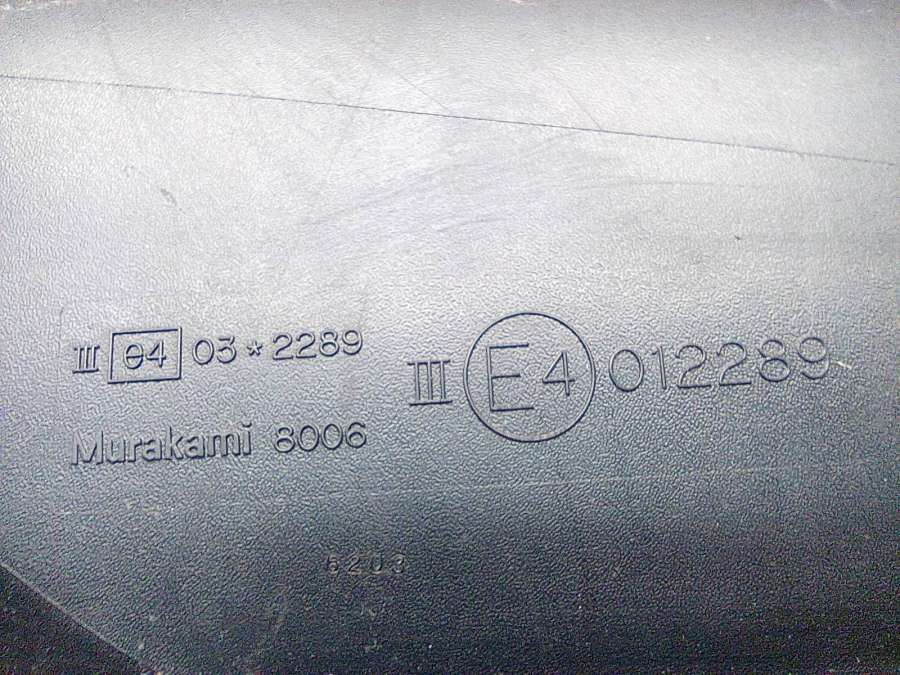 III e4 03*2289
III E4 012289
Murakami 8006
6203